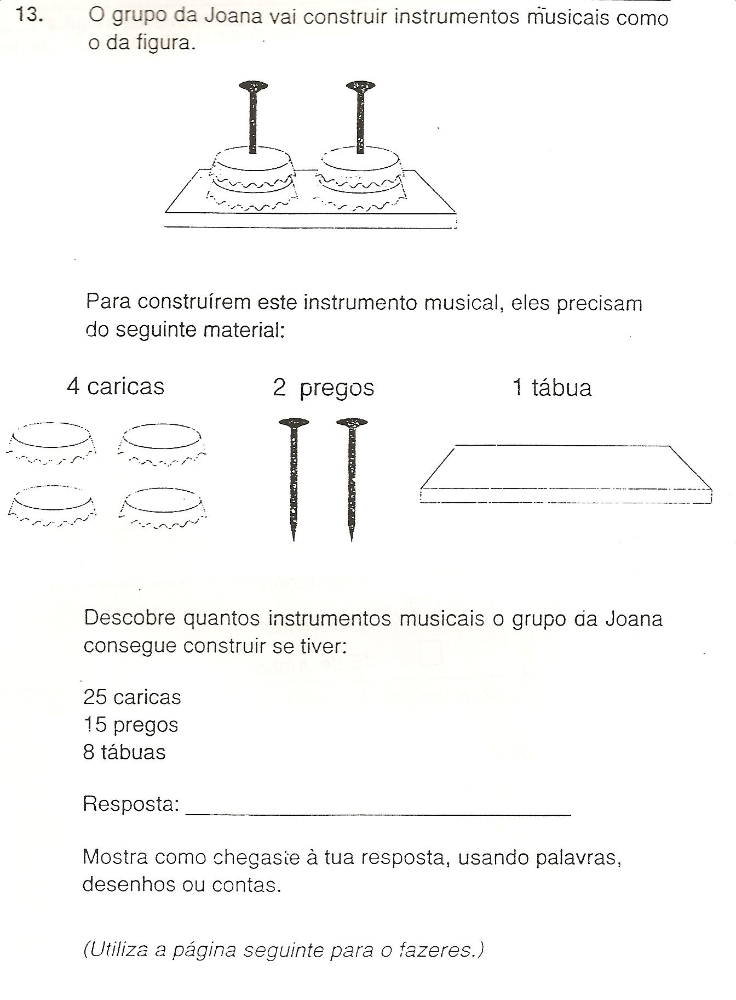 13. O grupo da Joana vai construir instrumentos musicais como
o da figura.
Para construírem este instrumento musical, eles precisam
do seguinte material:
4 caricas 2 pregos 1 tábua
Descobre quantos instrumentos musicais o grupo da Joana
consegue construir se tiver:
25 caricas
15 pregos
8 tábuas
Resposta:
Mostra como chegaste à tua resposta, usando palavras,
desenhos ou contas.
(Utiliza a página seguinte para o fazeres.)